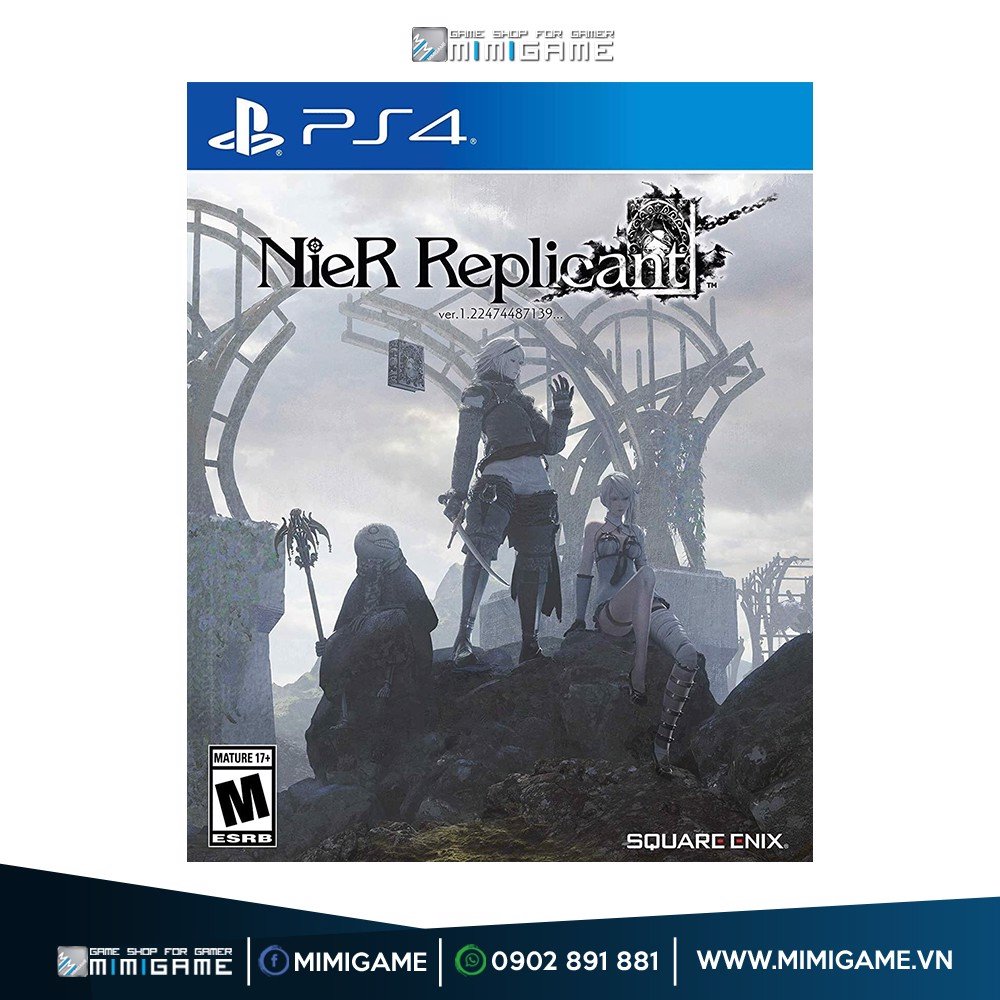 GAME SHOP FOR GAMER
MIMIGAME
PS4
NieR Replicant
ver.1.22474487139...
MATURE 17+
M
ESRB
SQUARE ENIX
GAME SHOP FOR GAMER
MIMIGAME
MIMIGAME
0902 891 881
WWW.MIMIGAME.VN